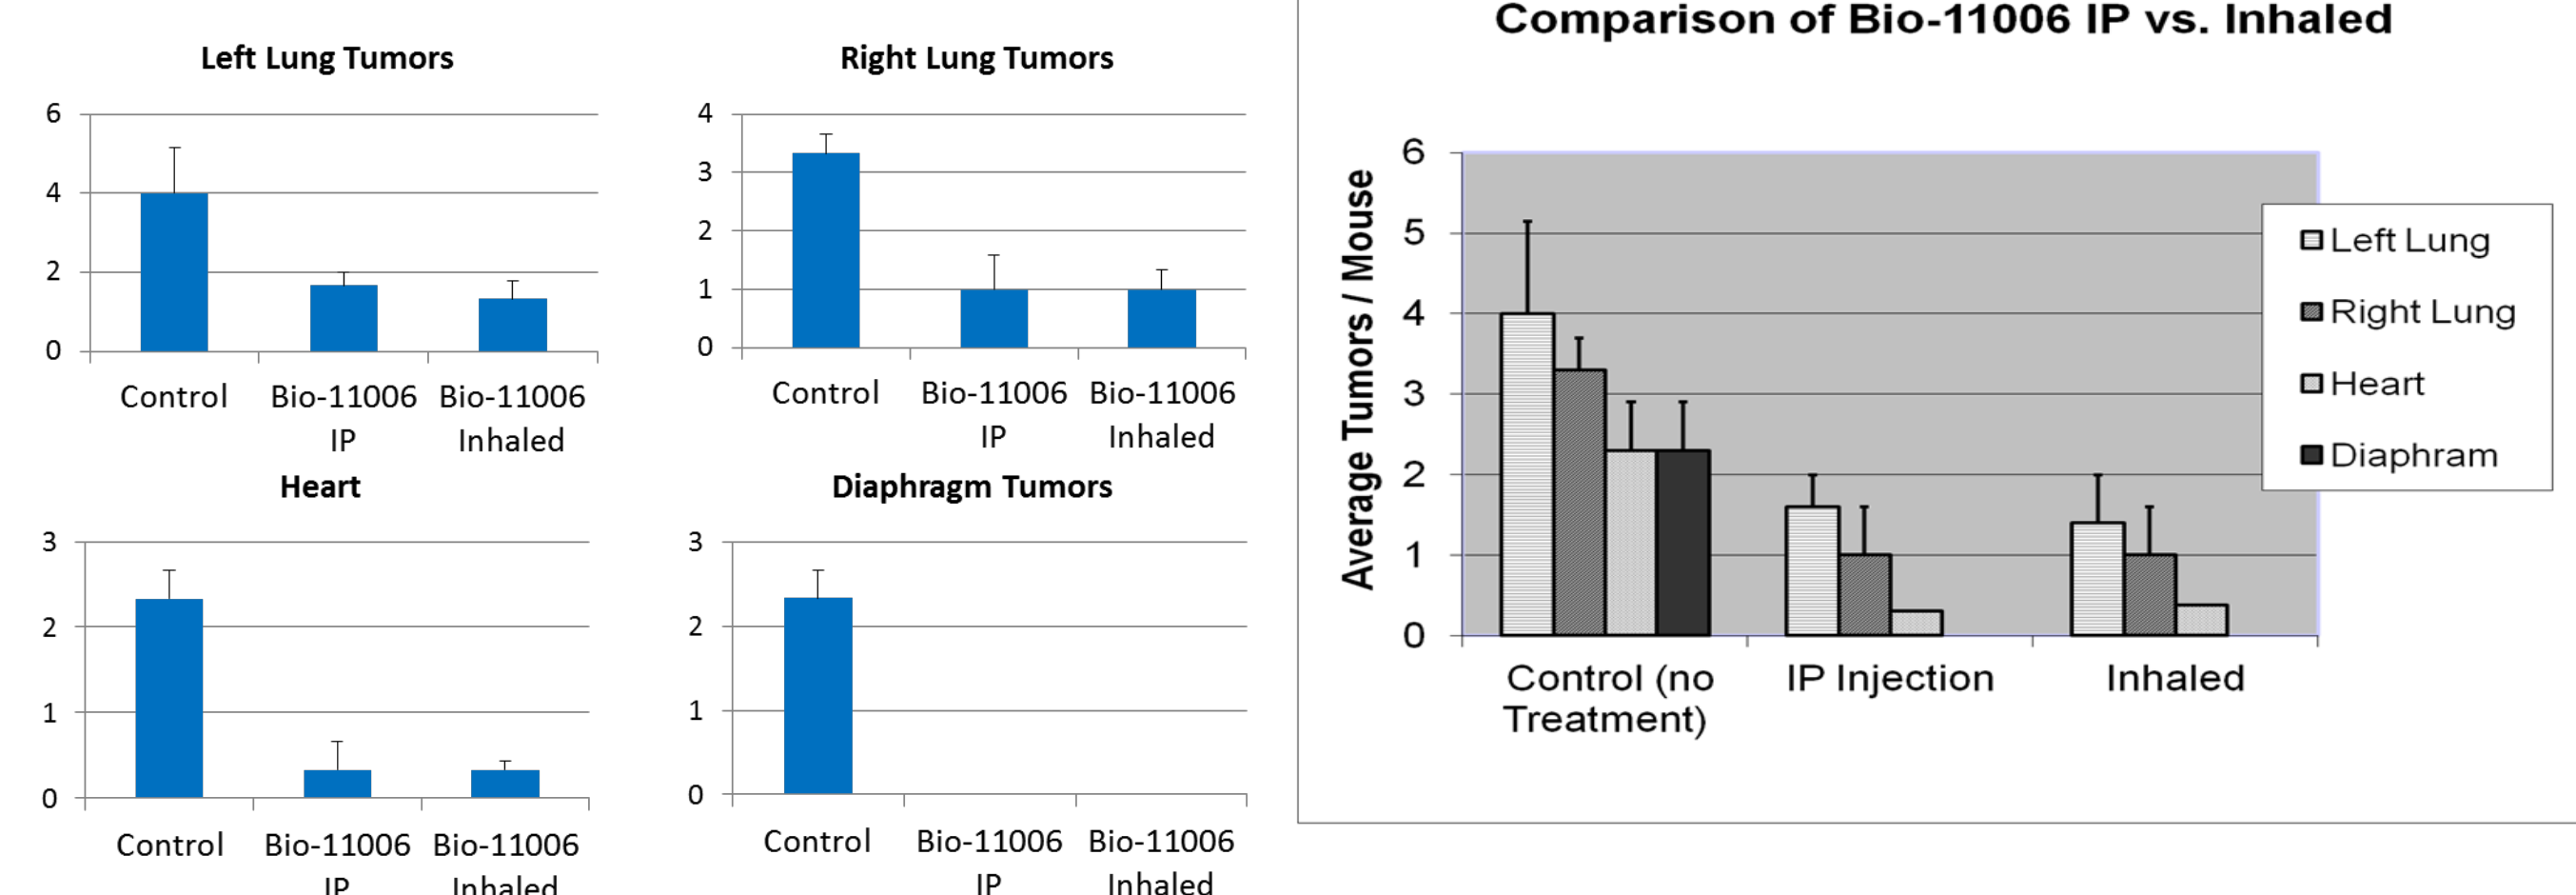 Left Lung Tumors
6
4
2
0
Control
Bio-11006 IP
Bio-11006 Inhaled
Right Lung Tumors
4
3
2
1
0
Control
Bio-11006 IP
Bio-11006 Inhaled
Heart
3
2
1
0
Control
Bio-11006 IP
Bio-11006 Inhaled
Diaphragm Tumors
3
2
1
0
Control
Bio-11006 IP
Bio-11006 Inhaled
Comparison of Bio-11006 IP vs. Inhaled
Average Tumors / Mouse
6
5
4
3
2
1
0
Control (no
Treatment)
IP Injection
Inhaled
Left Lung
Right Lung
Heart
Diaphram